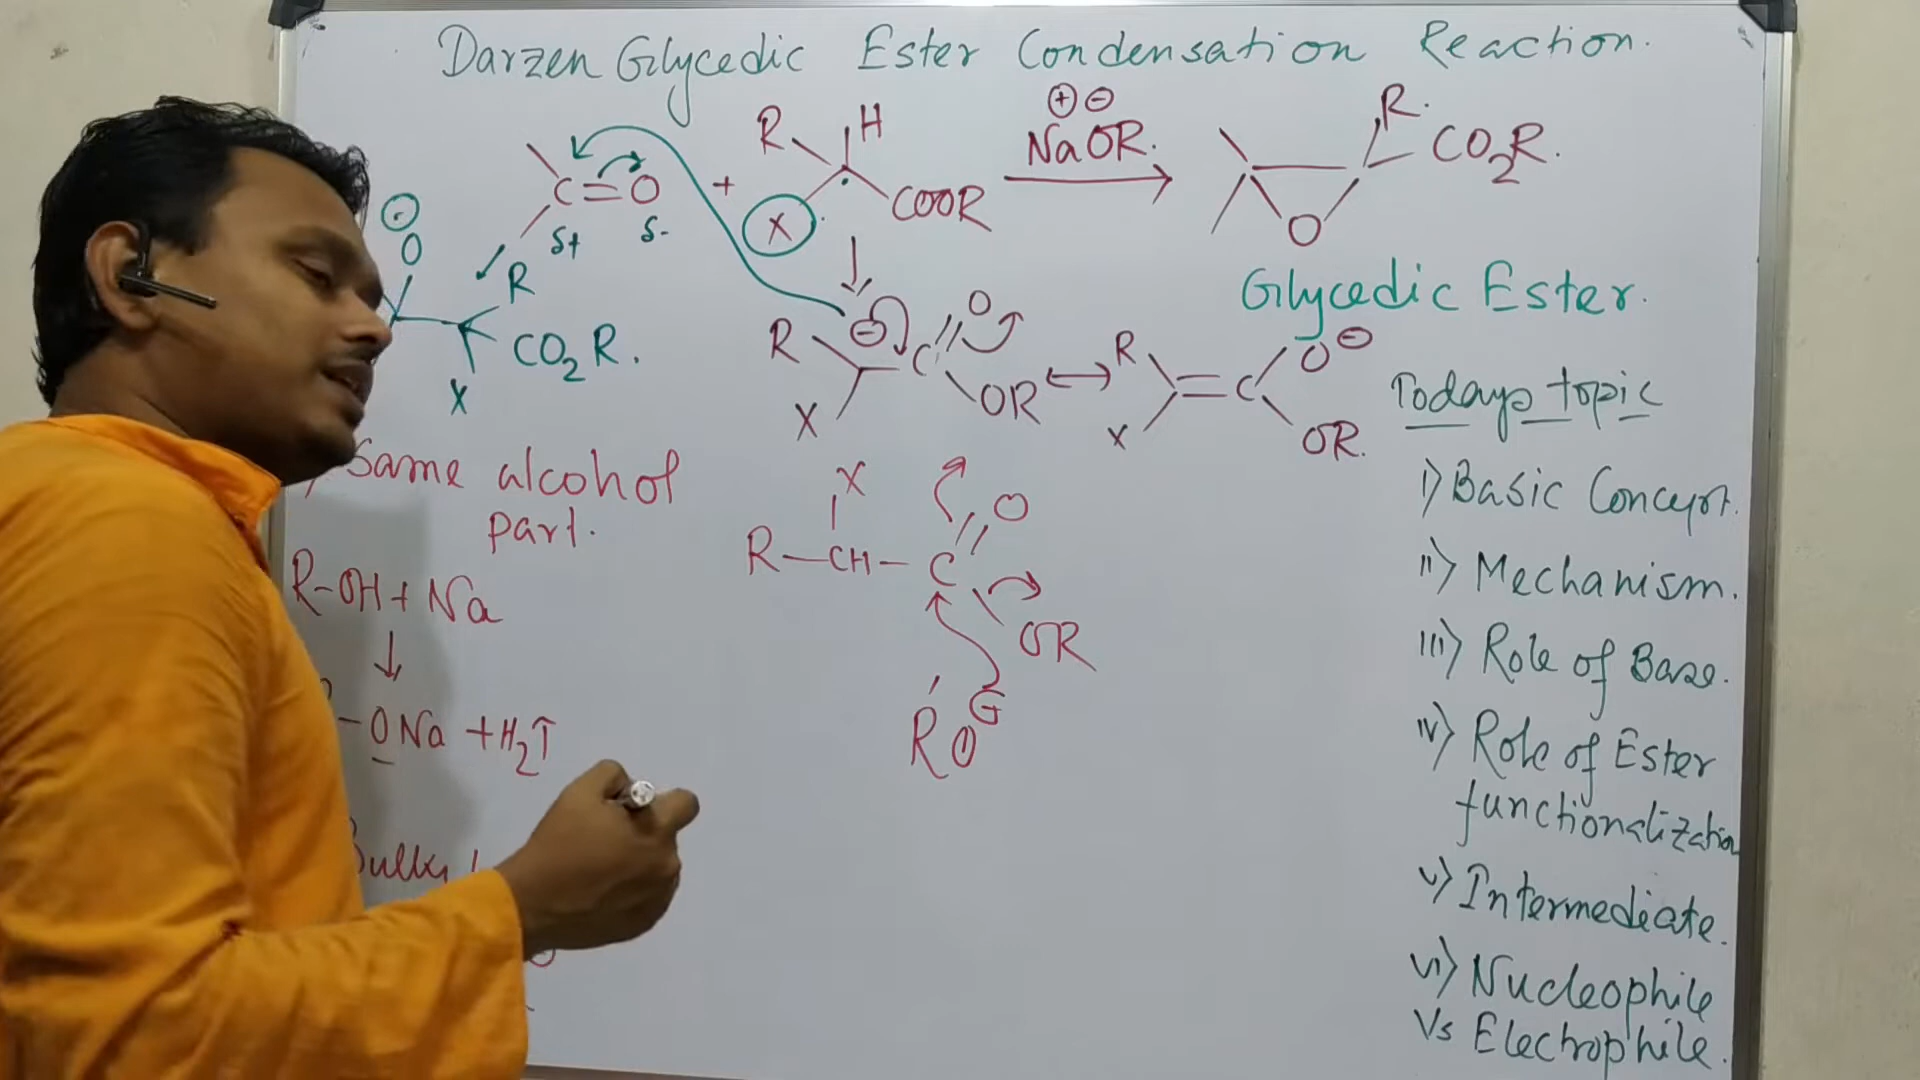 Darzen Glycedic Ester Condensation Reaction.
R H
⊕ ⊖
NaOR.
R.
CO2R.
C=O + X COOR
O
δ+ δ-
⊖
O
R
CO2R.
X
Glycedic Ester.
R ⊖ C O
X OR
R C O ⊖
X OR.
Todays topic
i) Basic Concept.
ii) Mechanism.
iii) Role of Base.
iv) Role of Ester
functionalization
v) Intermediate.
vi) Nucleophile
Vs Electrophile.
Same alcohol
part.
R-OH + Na
↓
-ONa + H2↑
X
R-CH-C O
OR
R'O⊖